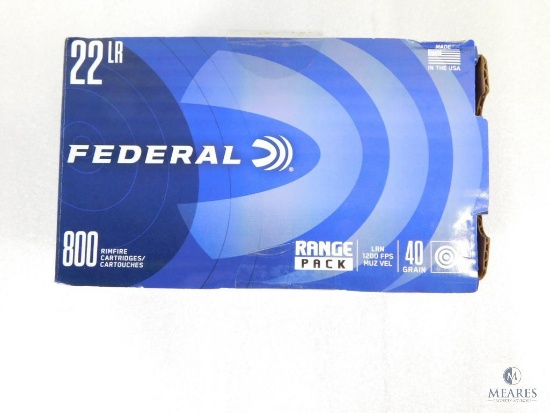 22 LR
MADE
IN THE USA
FEDERAL
®
800
RIMFIRE
CARTRIDGES/
CARTOUCHES
RANGE
PACK
LRN
1200 FPS
MUZ VEL
40
GRAIN
MEARES